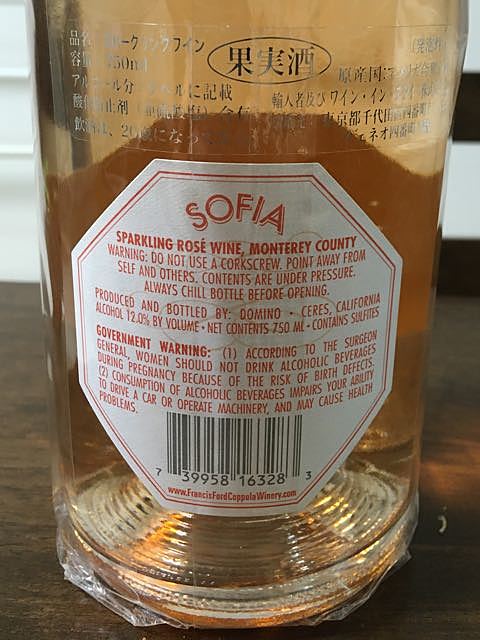 果実酒
原産国
750ml
SOFIA
SPARKLING ROSÉ WINE, MONTEREY COUNTY
WARNING: DO NOT USE A CORKSCREW. POINT AWAY FROM
SELF AND OTHERS. CONTENTS ARE UNDER PRESSURE.
ALWAYS CHILL BOTTLE BEFORE OPENING.
PRODUCED AND BOTTLED BY: DOMINO • CERES, CALIFORNIA
ALCOHOL 12.0% BY VOLUME • NET CONTENTS 750 ML • CONTAINS SULFITES
GOVERNMENT WARNING: (1) ACCORDING TO THE SURGEON
GENERAL, WOMEN SHOULD NOT DRINK ALCOHOLIC BEVERAGES
DURING PREGNANCY BECAUSE OF THE RISK OF BIRTH DEFECTS.
(2) CONSUMPTION OF ALCOHOLIC BEVERAGES IMPAIRS YOUR ABILITY
TO DRIVE A CAR OR OPERATE MACHINERY, AND MAY CAUSE HEALTH
PROBLEMS.
7 39958 16328 3
www.FrancisFordCoppolaWinery.com